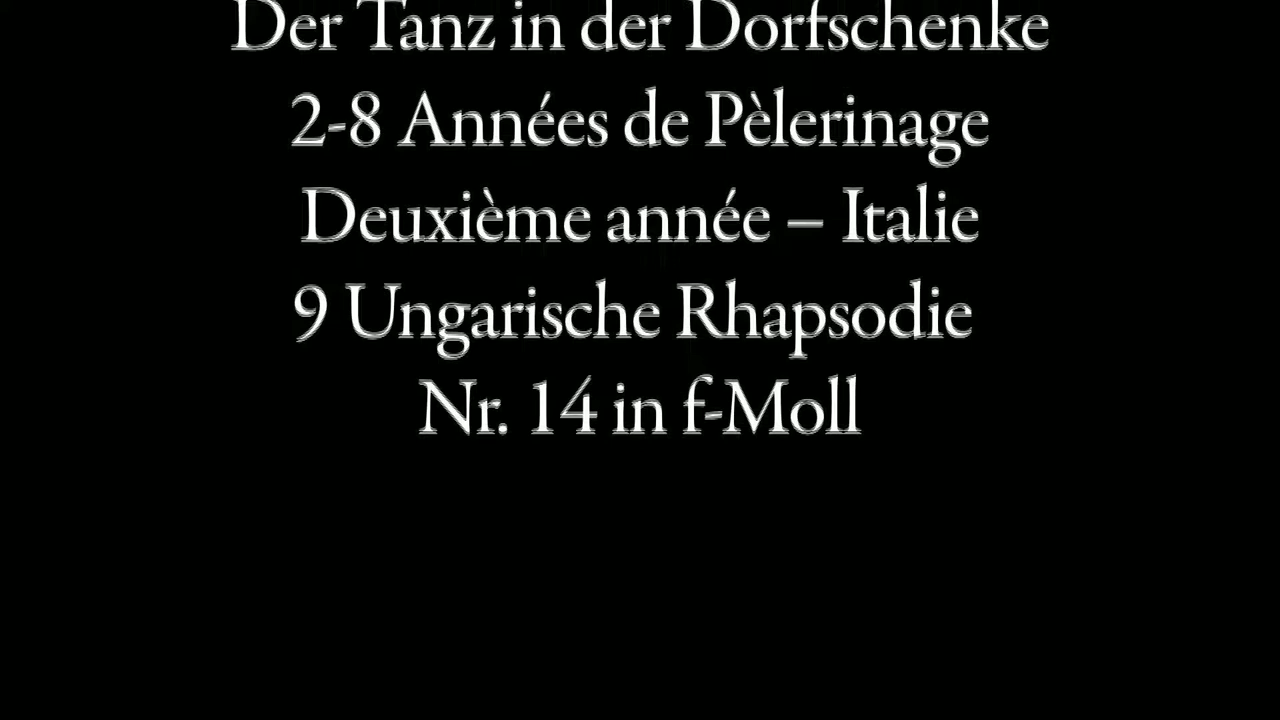 Der Tanz in der Dorfschenke
2-8 Années de Pèlerinage
Deuxième année – Italie
9 Ungarische Rhapsodie
Nr. 14 in f-Moll